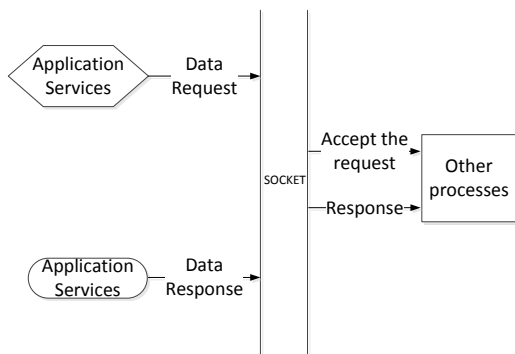 Application
Services
Data
Request
Accept the
request
SOCKET
Other
processes
Response
Application
Services
Data
Response